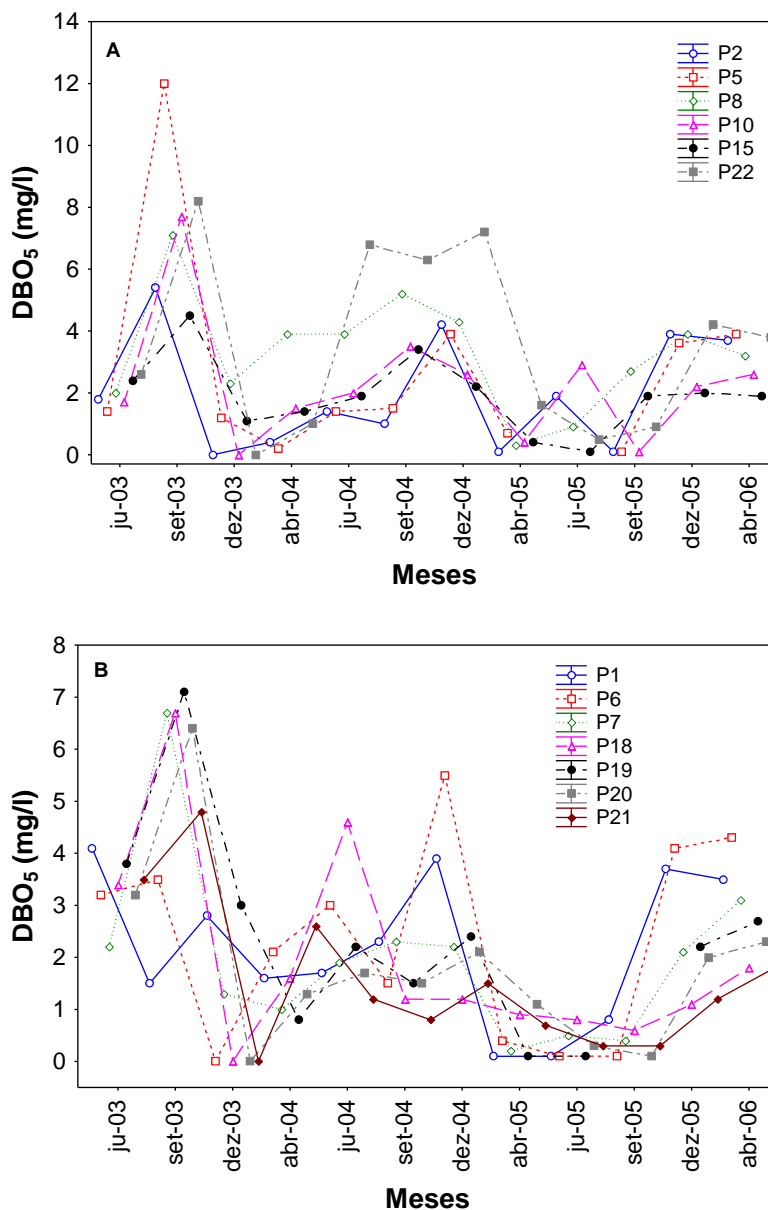 A
DBO5 (mg/l)
14
12
10
8
6
4
2
0
P2
P5
P8
P10
P15
P22
ju-03
set-03
dez-03
abr-04
jul-04
set-04
dez-04
abr-05
ju-05
set-05
dez-05
abr-06
Meses
B
DBO5 (mg/l)
8
7
6
5
4
3
2
1
0
P1
P6
P7
P18
P19
P20
P21
ju-03
set-03
dez-03
abr-04
jul-04
set-04
dez-04
abr-05
ju-05
set-05
dez-05
abr-06
Meses